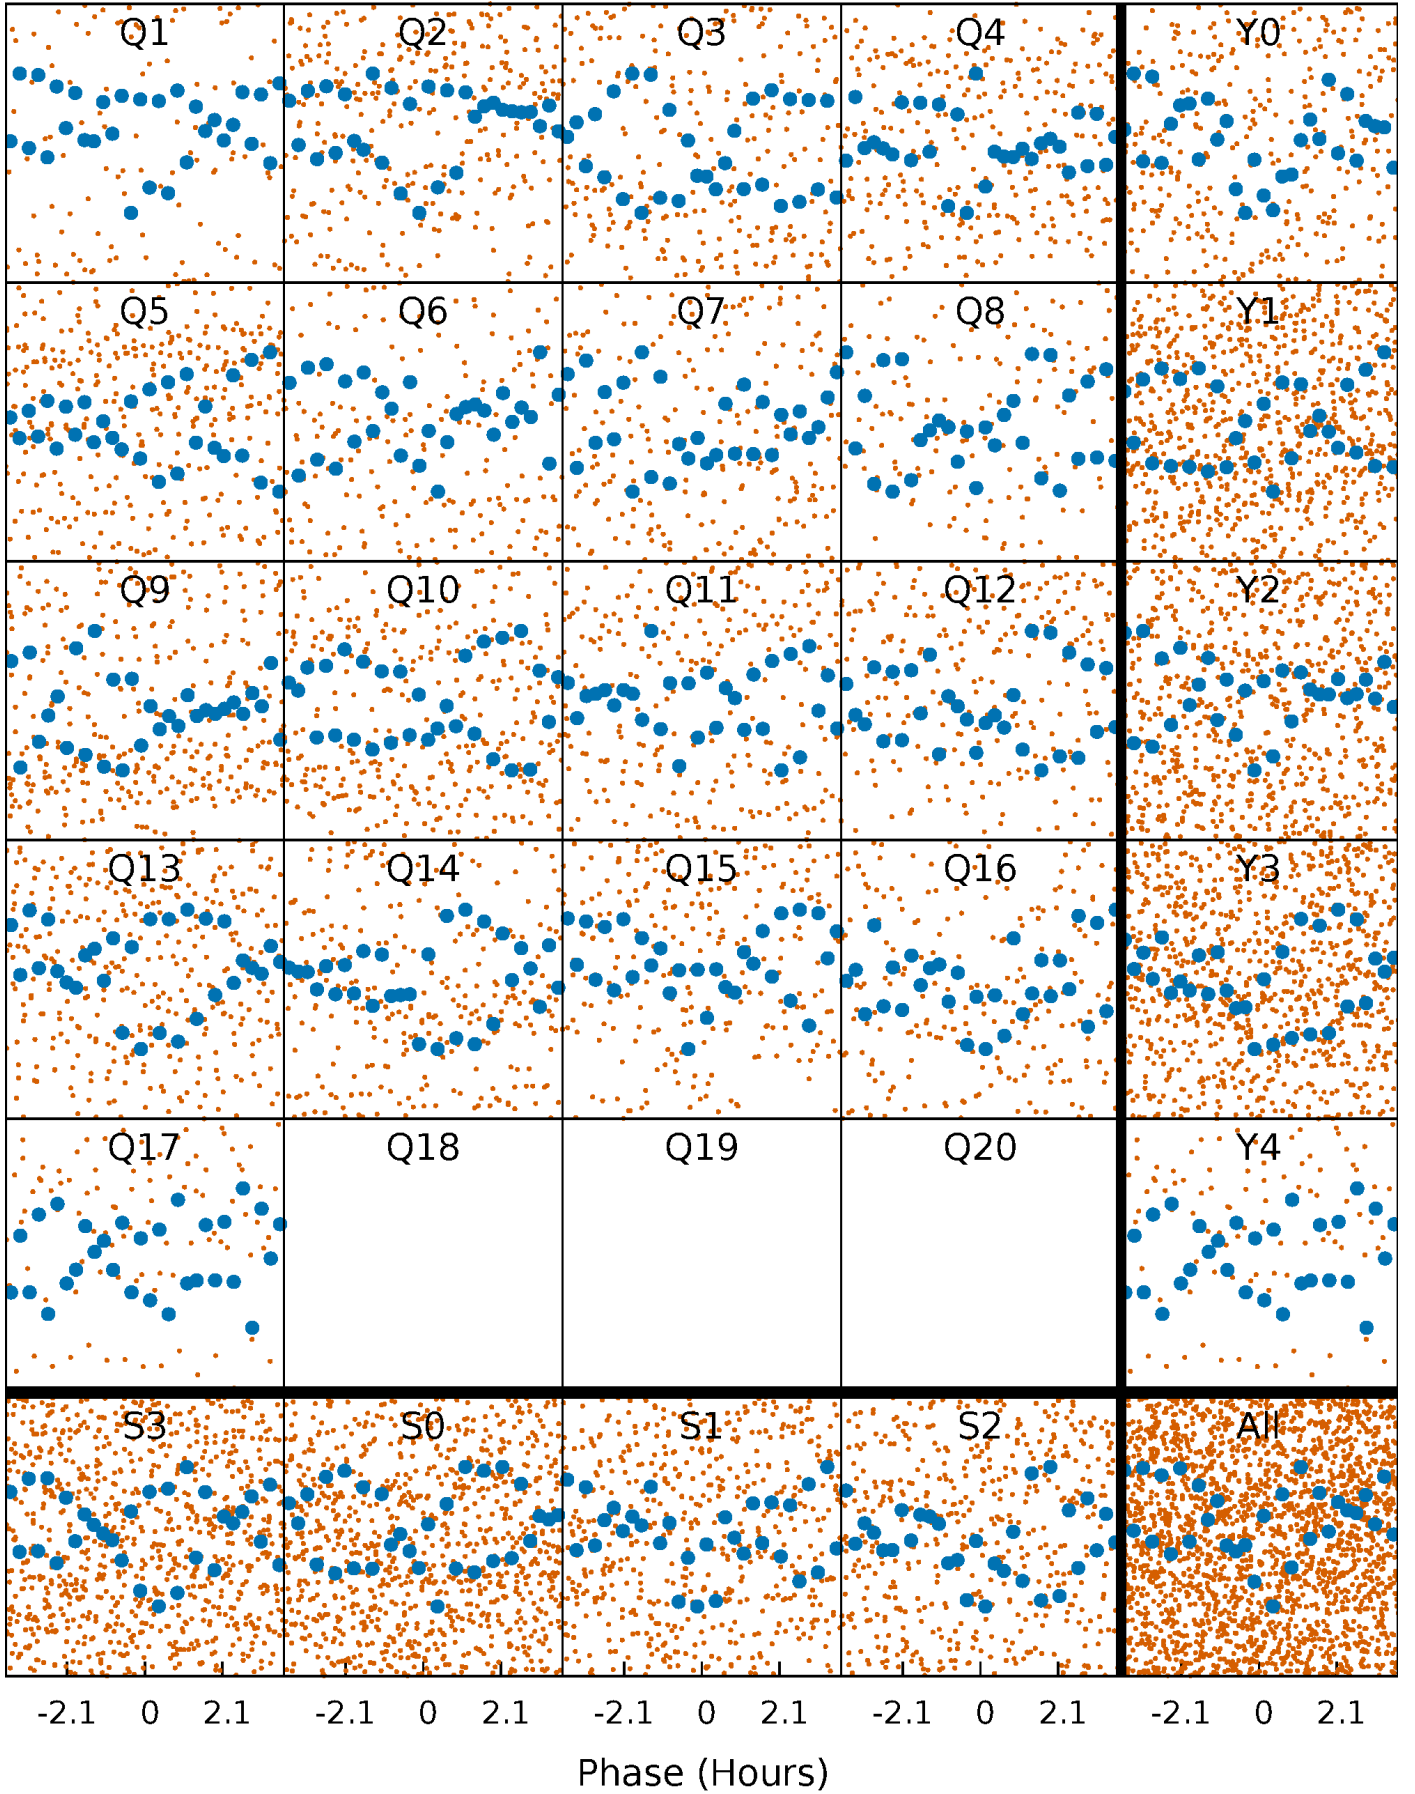 Q1 Q2 Q3 Q4 Y0
Q5 Q6 Q7 Q8 Y1
Q9 Q10 Q11 Q12 Y2
Q13 Q14 Q15 Q16 Y3
Q17 Q18 Q19 Q20 Y4
S3 S0 S1 S2 All
-2.1 0 2.1 -2.1 0 2.1 -2.1 0 2.1 -2.1 0 2.1 -2.1 0 2.1
Phase (Hours)